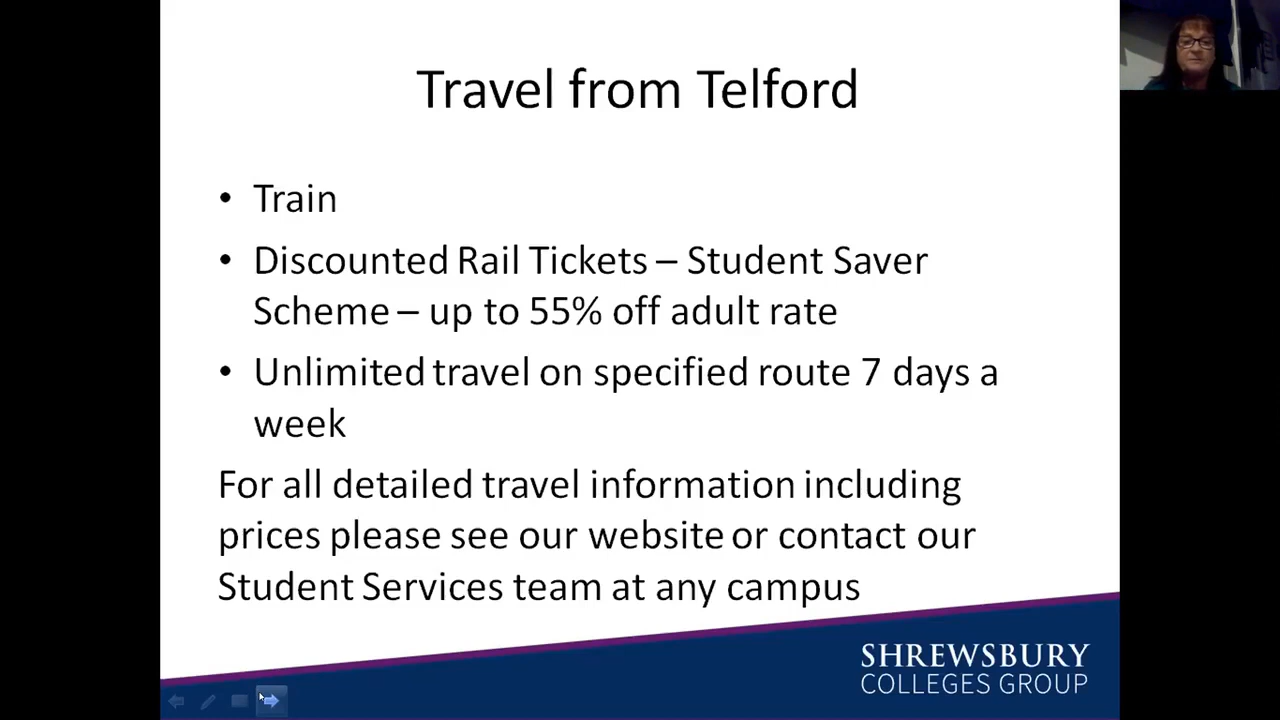 Travel from Telford
• Train
• Discounted Rail Tickets – Student Saver
Scheme – up to 55% off adult rate
• Unlimited travel on specified route 7 days a
week
For all detailed travel information including
prices please see our website or contact our
Student Services team at any campus
SHREWSBURY
COLLEGES GROUP